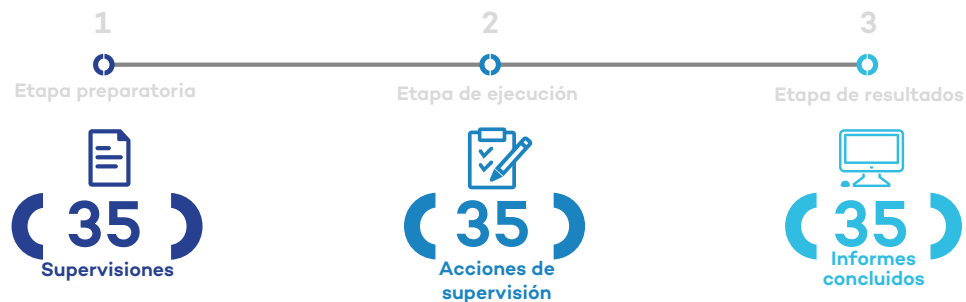 1
2
3
Etapa preparatoria
Etapa de ejecución
Etapa de resultados
35
35
35
Supervisiones
Acciones de
supervisión
Informes
concluidos